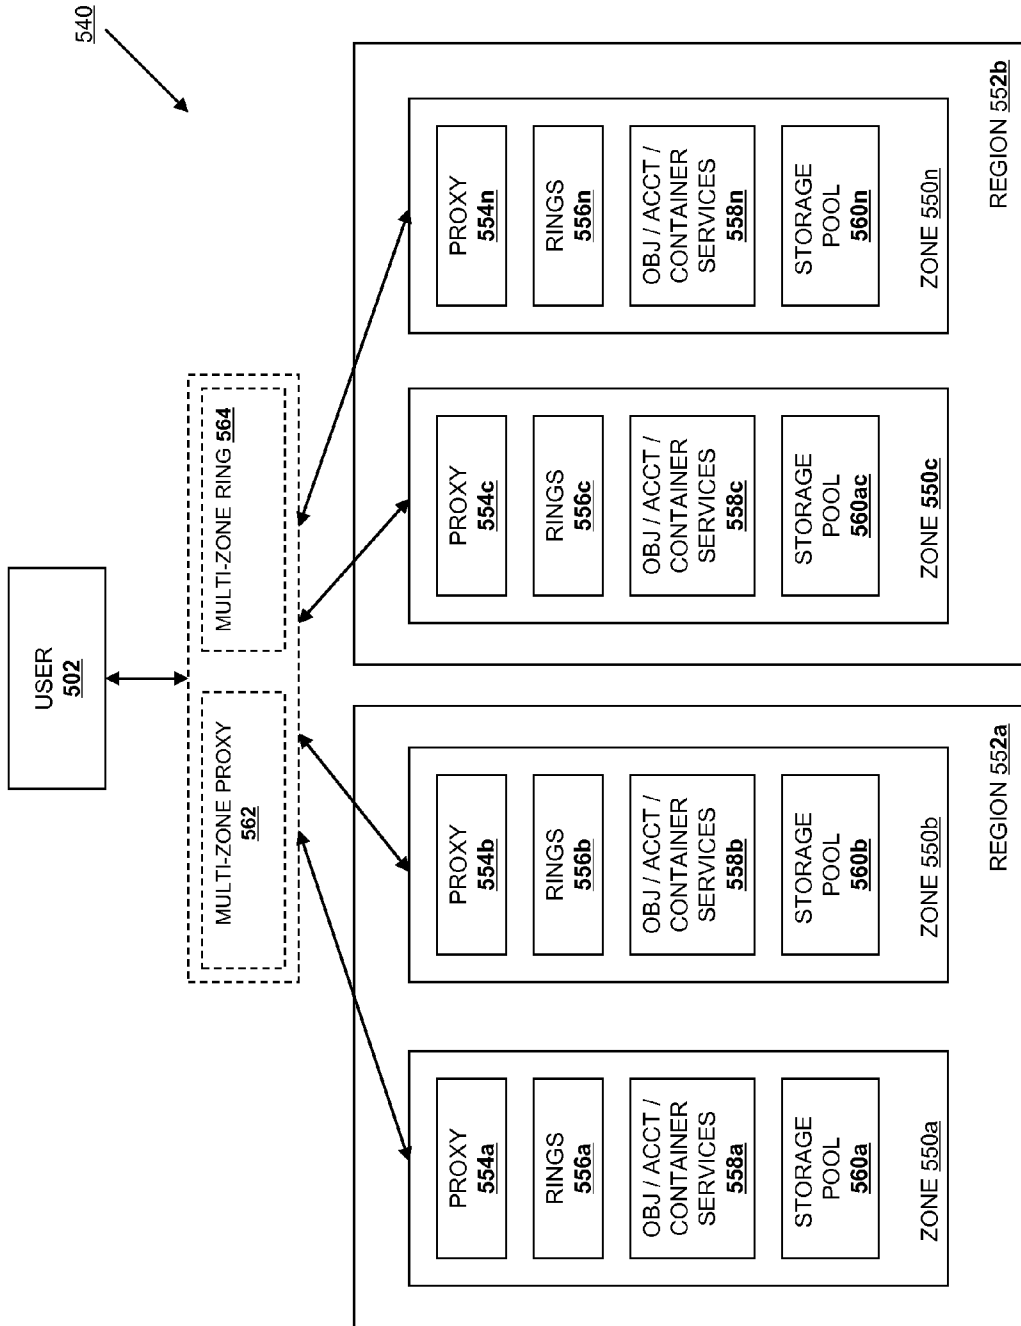 540
USER
502
MULTI-ZONE PROXY
562
MULTI-ZONE RING 564
PROXY
554a
RINGS
556a
OBJ / ACCT /
CONTAINER
SERVICES
558a
STORAGE
POOL
560a
ZONE 550a
PROXY
554b
RINGS
556b
OBJ / ACCT /
CONTAINER
SERVICES
558b
STORAGE
POOL
560b
ZONE 550b
REGION 552a
PROXY
554c
RINGS
556c
OBJ / ACCT /
CONTAINER
SERVICES
558c
STORAGE
POOL
560ac
ZONE 550c
PROXY
554n
RINGS
556n
OBJ / ACCT /
CONTAINER
SERVICES
558n
STORAGE
POOL
560n
ZONE 550n
REGION 552b